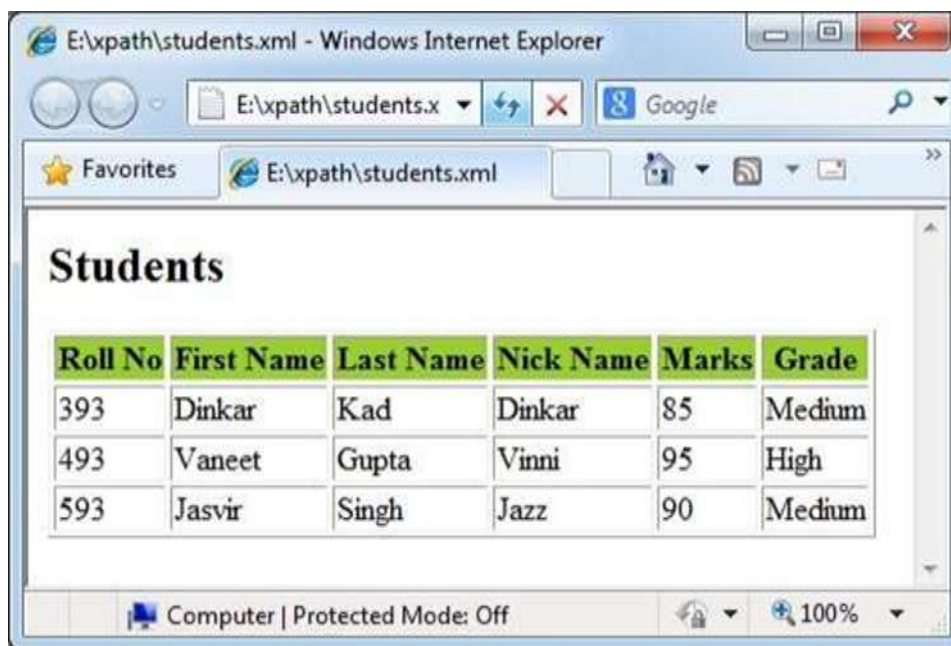 E:\xpath\students.xml - Windows Internet Explorer
E:\xpath\students.x Google
Favorites E:\xpath\students.xml
Students
Roll No First Name Last Name Nick Name Marks Grade
393 Dinkar Kad Dinkar 85 Medium
493 Vaneet Gupta Vinni 95 High
593 Jasvir Singh Jazz 90 Medium
Computer | Protected Mode: Off 100%